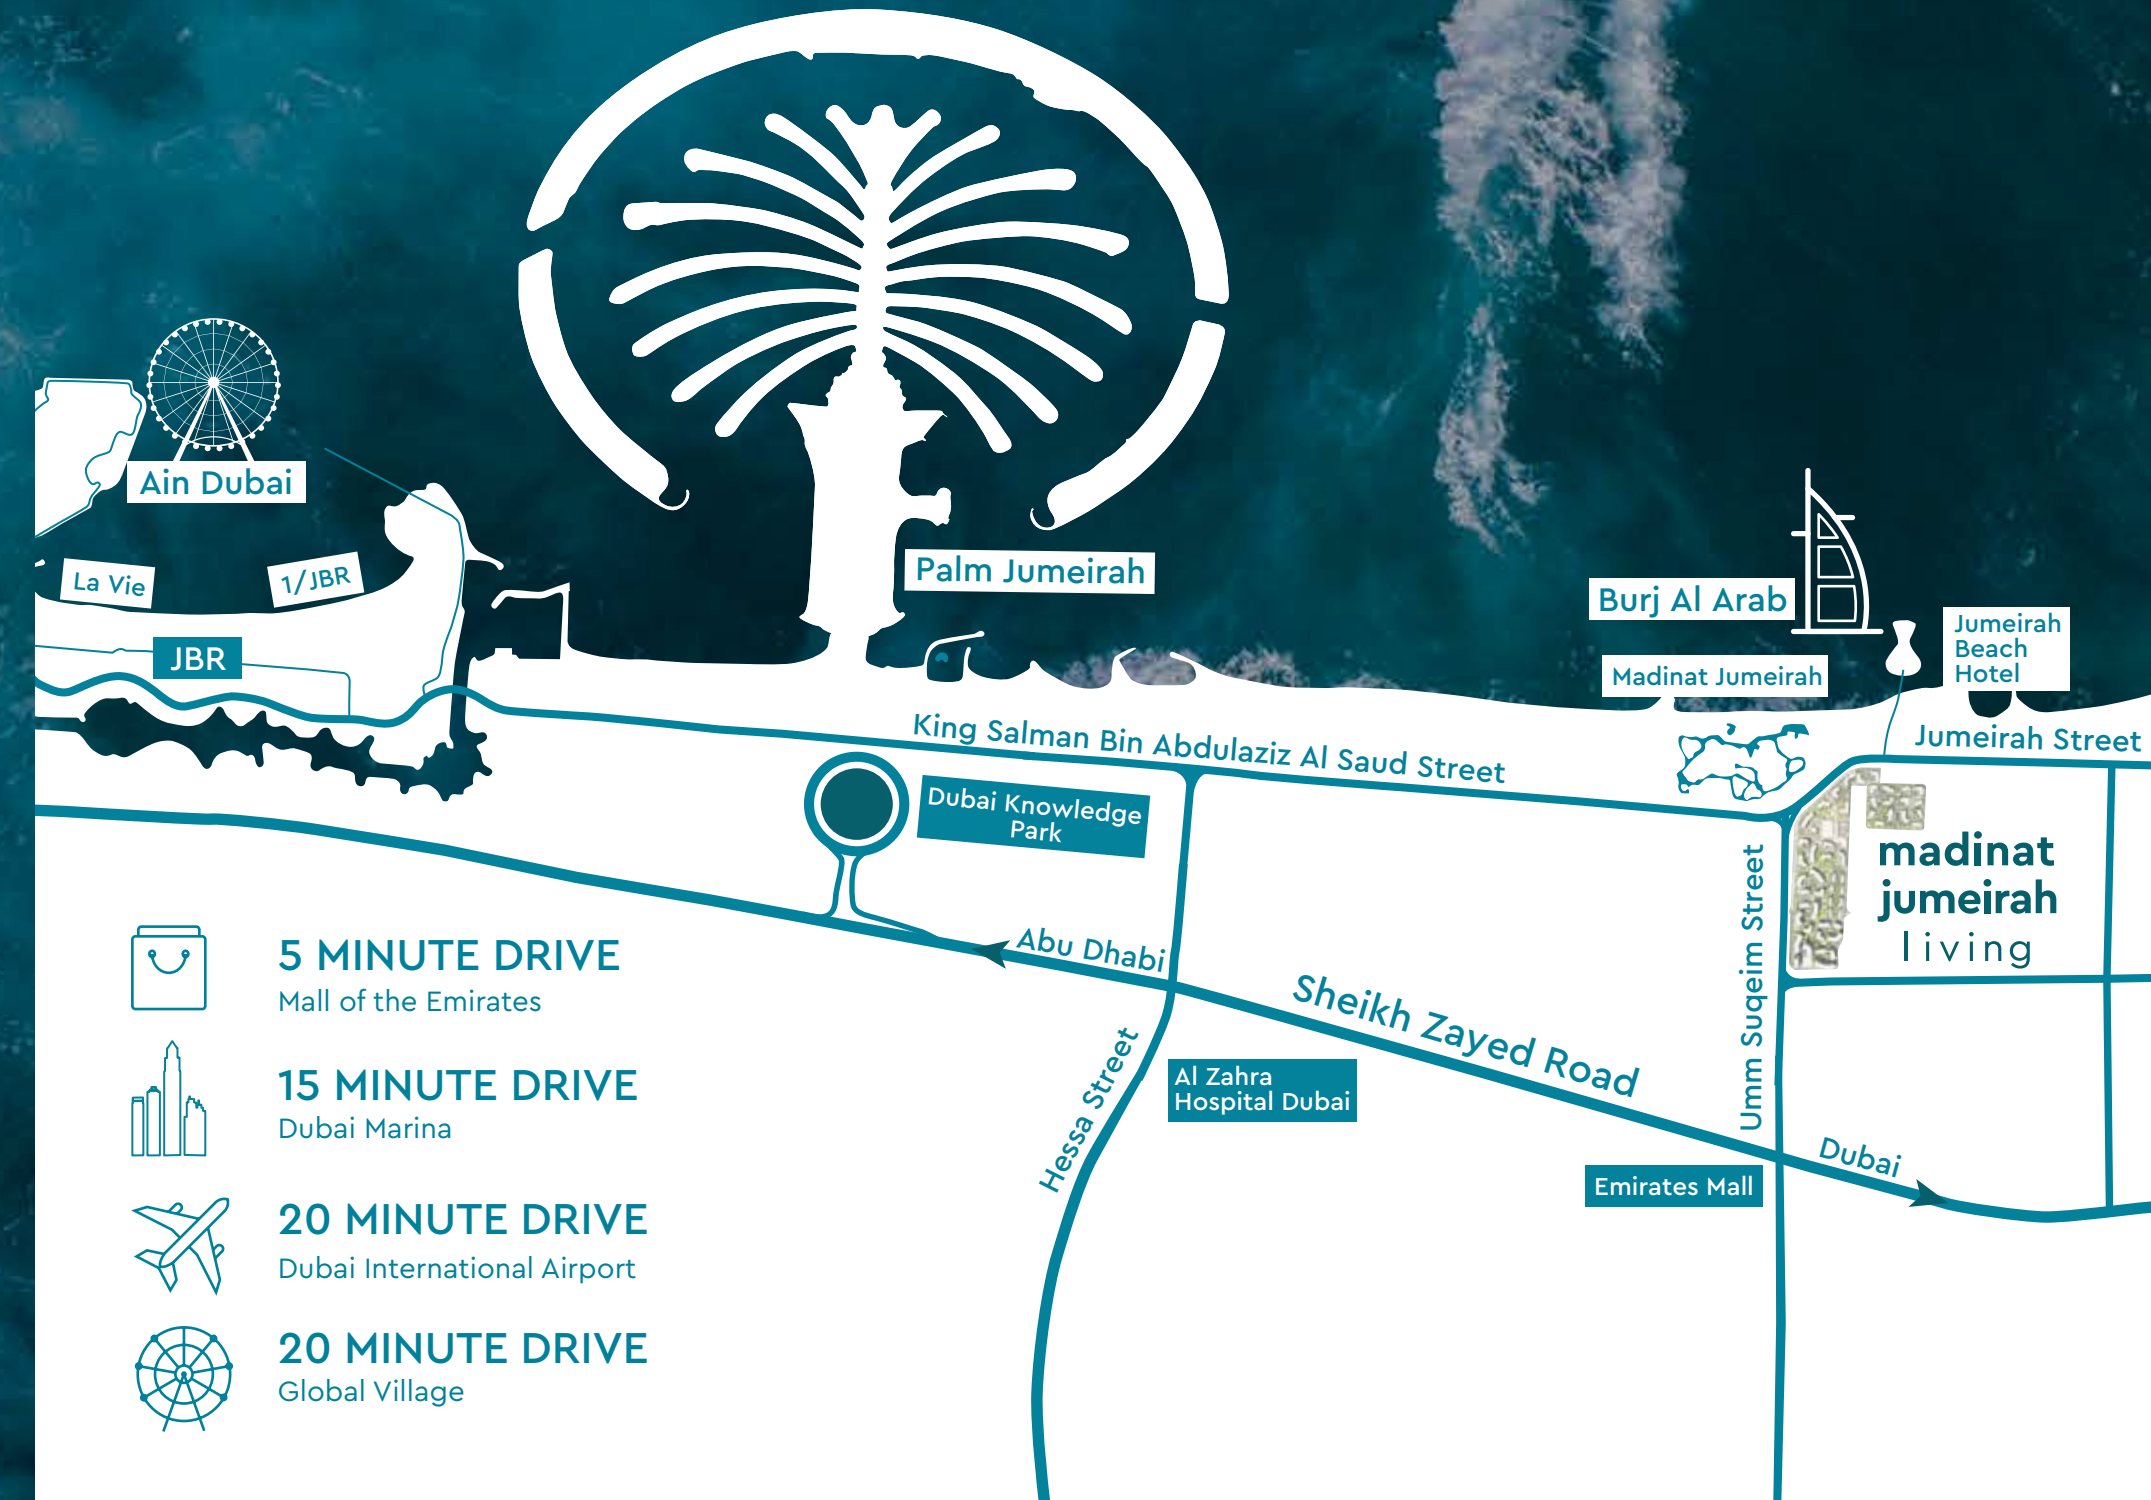 Ain Dubai
La Vie
1/JBR
JBR
Palm Jumeirah
Burj Al Arab
Jumeirah
Beach
Hotel
Madinat Jumeirah
King Salman Bin Abdulaziz Al Saud Street
Jumeirah Street
Dubai Knowledge
Park
madinat
jumeirah
living
Umm Suqeim Street
Abu Dhabi
Sheikh Zayed Road
Hessa Street
Al Zahra
Hospital Dubai
Dubai
Emirates Mall
5 MINUTE DRIVE
Mall of the Emirates
15 MINUTE DRIVE
Dubai Marina
20 MINUTE DRIVE
Dubai International Airport
20 MINUTE DRIVE
Global Village